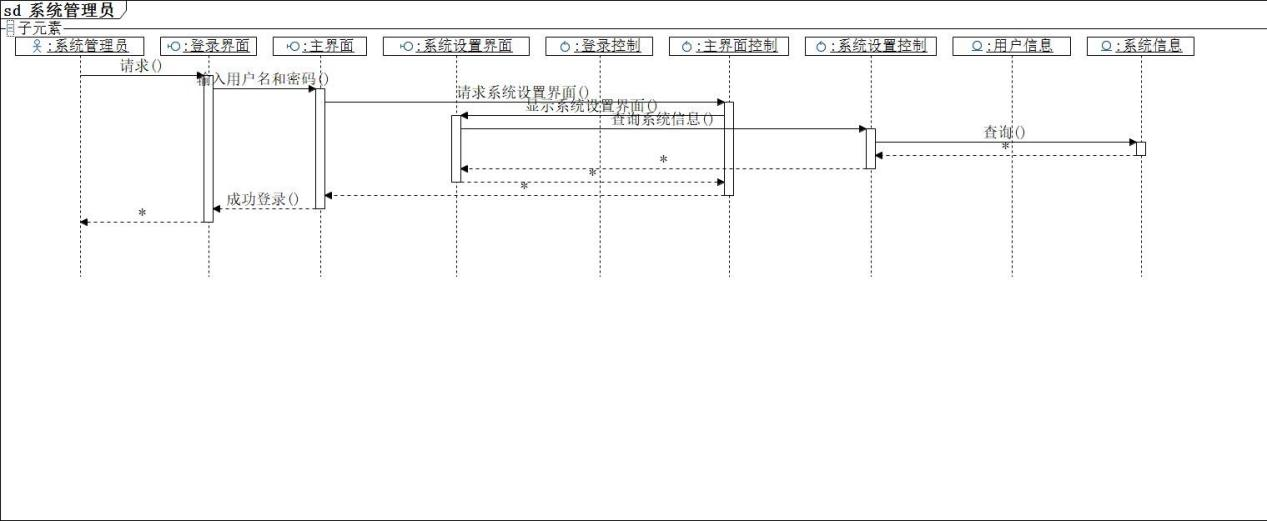 sd 系统管理员
子元素
:系统管理员 :登录界面 :主界面 :系统设置界面 :登录控制 :主界面控制 :系统设置控制 :用户信息 :系统信息
请求()
输入用户名和密码()
请求系统设置界面()
显示系统设置界面()
查询系统信息()
查询()
*
*
*
*
成功登录()
*